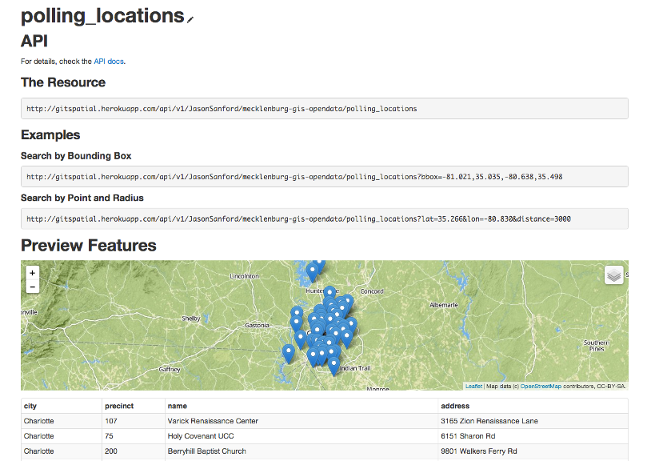 polling_locations
API
For details, check the API docs.
The Resource
http://gitspatial.herokuapp.com/api/v1/JasonSanford/mecklenburg-gis-opendata/polling_locations
Examples
Search by Bounding Box
http://gitspatial.herokuapp.com/api/v1/JasonSanford/mecklenburg-gis-opendata/polling_locations?bbox=-81.021,35.035,-80.638,35.498
Search by Point and Radius
http://gitspatial.herokuapp.com/api/v1/JasonSanford/mecklenburg-gis-opendata/polling_locations?lat=35.266&lon=-80.830&distance=3000
Preview Features
+
−
Lincolnton
Concord
Shelby
Albemarle
Gastonia
Southern
Pines
Gaffney
Monroe
Leaflet | Map data (c) OpenStreetMap contributors, CC-BY-SA.
city precinct name address
Charlotte 107 Varick Renaissance Center 3165 Zion Renaissance Lane
Charlotte 75 Holy Covenant UCC 6151 Sharon Rd
Charlotte 200 Berryhill Baptist Church 9801 Walkers Ferry Rd